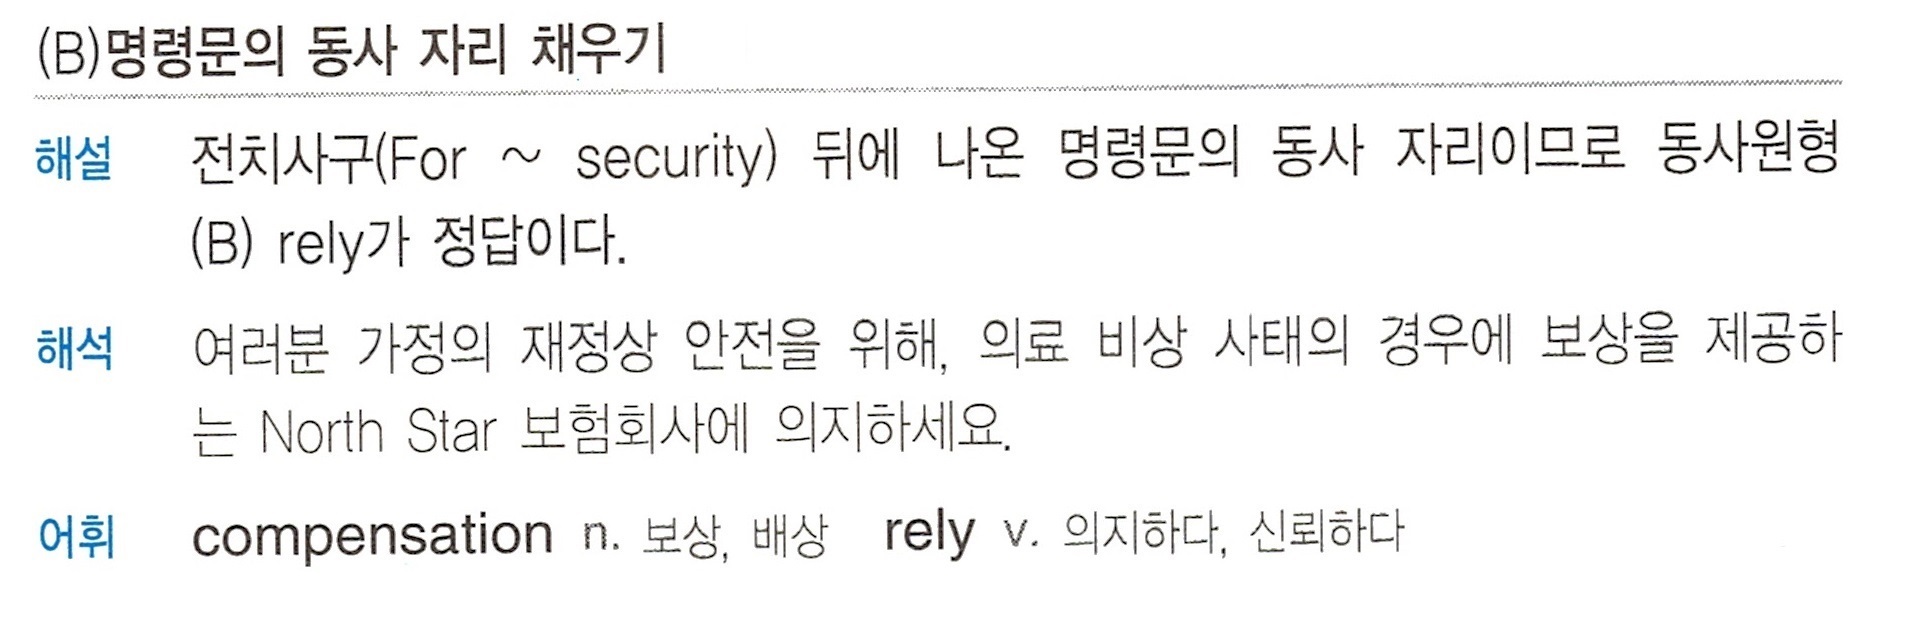 (B)명령문의 동사 자리 채우기
해설 전치사구(For ~ security) 뒤에 나온 명령문의 동사 자리이므로 동사원형
(B) rely가 정답이다.
해석 여러분 가정의 재정상 안전을 위해, 의료 비상 사태의 경우에 보상을 제공하
는 North Star 보험회사에 의지하세요.
어휘 compensation n. 보상, 배상 rely v. 의지하다, 신뢰하다